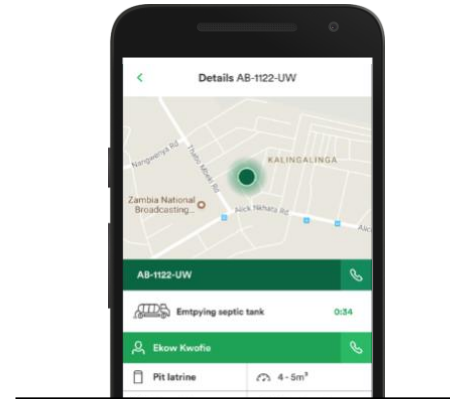 Details AB-1122-UW
Nangwenya Rd
Thabo Mbeki Rd
KALINGALINGA
Zambia National
Broadcasting...
Nick Nkhata Rd
Alic
AB-1122-UW
Emtpying septic tank
0:34
Ekow Kwofie
Pit latrine
4-5m³